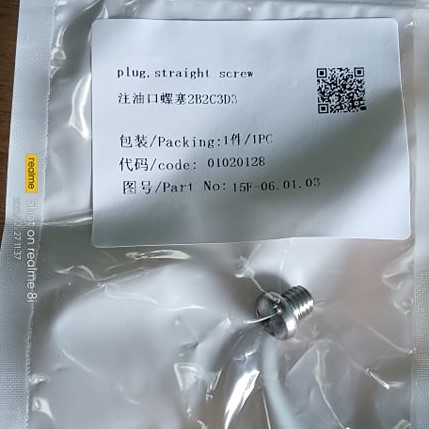 plug,straight screw
注油口螺塞2B2C3D3
包装/Packing:1件/1PC
代码/code: 01020128
图号/Part No:15F-06.01.03
realme
Shot on realme 8i